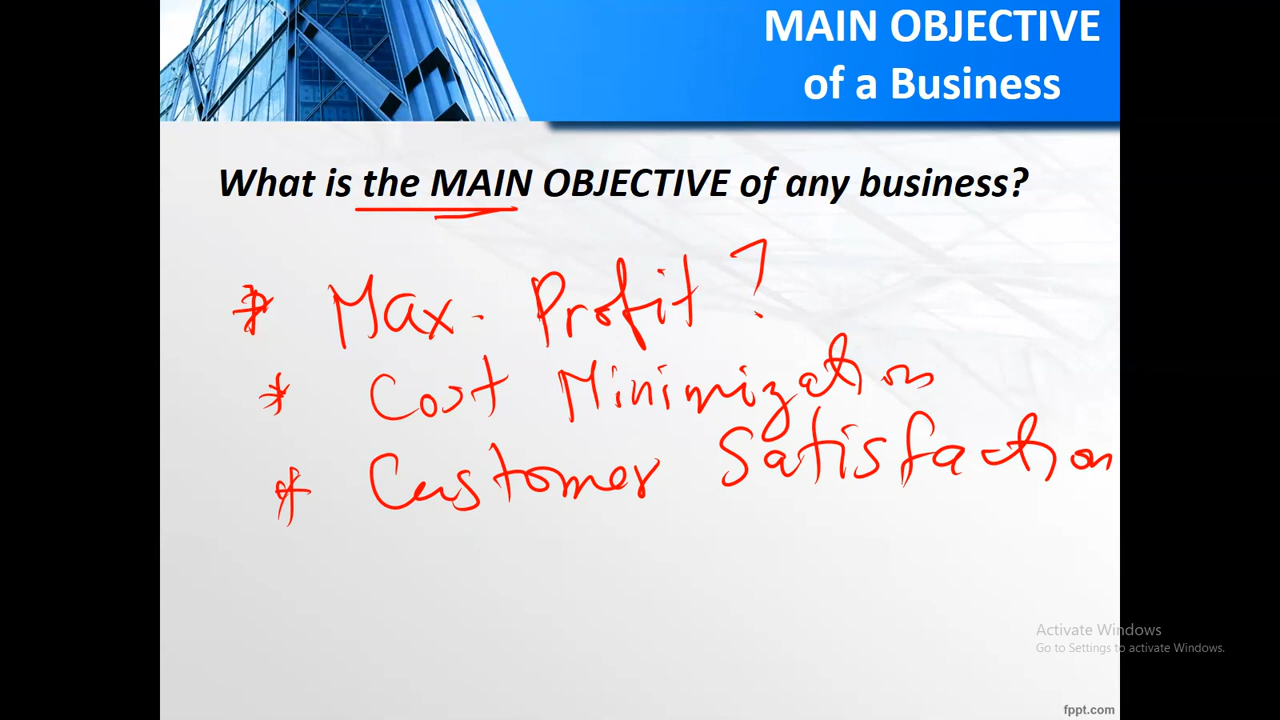 MAIN OBJECTIVE
of a Business
What is the MAIN OBJECTIVE of any business?
* Max. Profit ?
* Cost Minimization
* Customer Satisfaction
Activate Windows
Go to Settings to activate Windows.
fppt.com